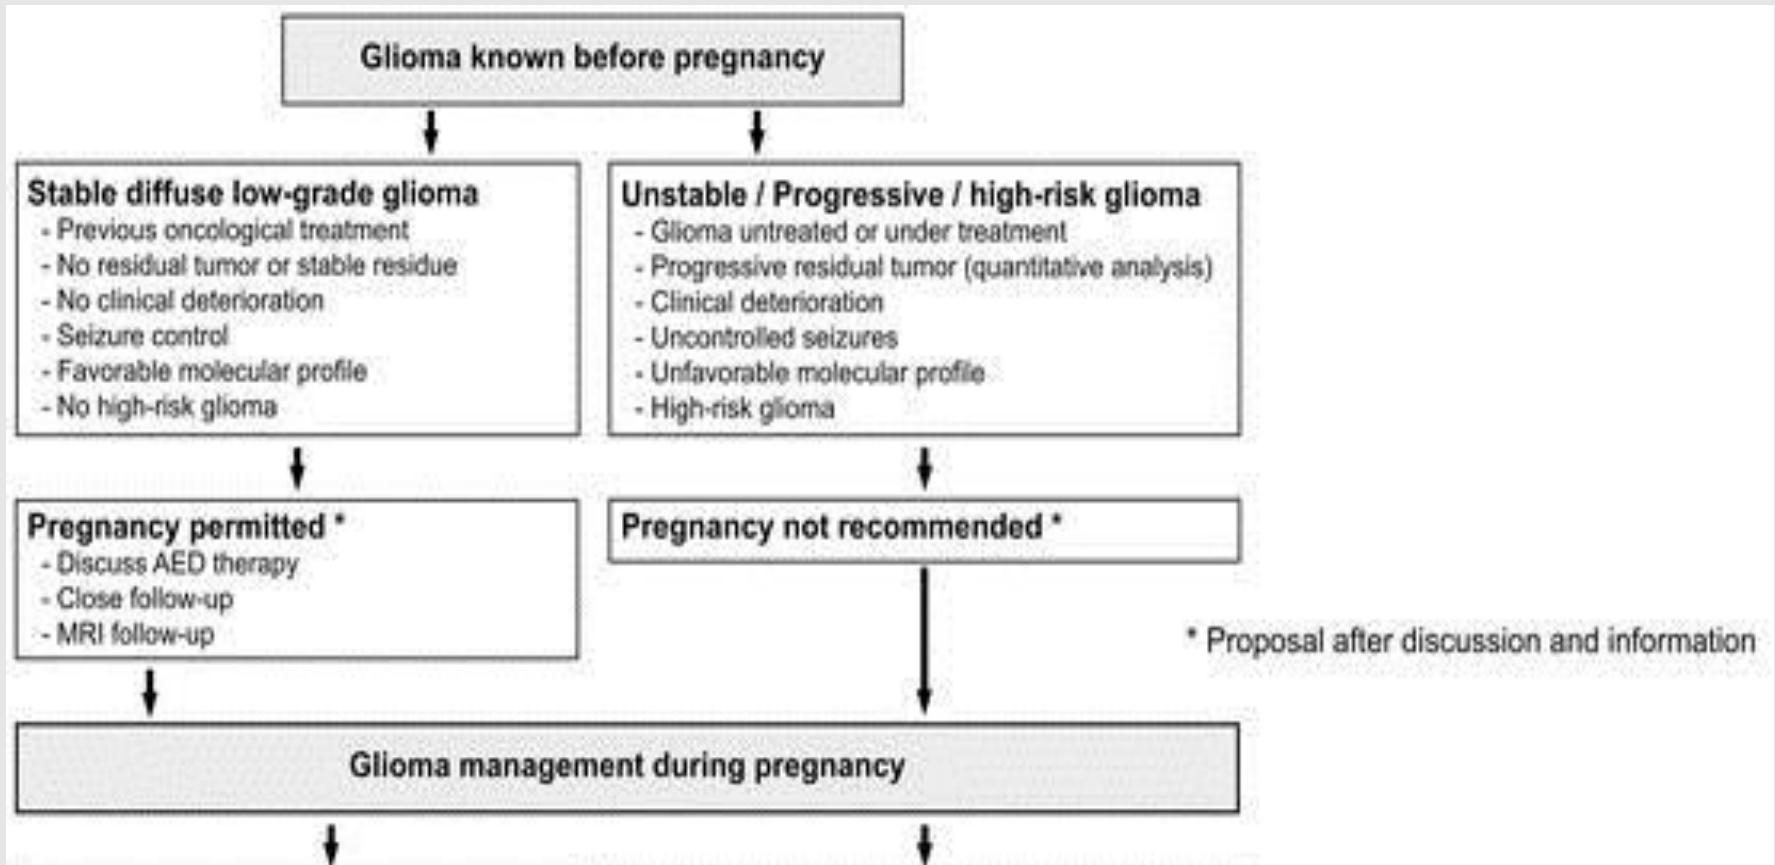 Glioma known before pregnancy
Stable diffuse low-grade glioma
- Previous oncological treatment
- No residual tumor or stable residue
- No clinical deterioration
- Seizure control
- Favorable molecular profile
- No high-risk glioma
Unstable / Progressive / high-risk glioma
- Glioma untreated or under treatment
- Progressive residual tumor (quantitative analysis)
- Clinical deterioration
- Uncontrolled seizures
- Unfavorable molecular profile
- High-risk glioma
Pregnancy permitted *
- Discuss AED therapy
- Close follow-up
- MRI follow-up
Pregnancy not recommended *
* Proposal after discussion and information
Glioma management during pregnancy